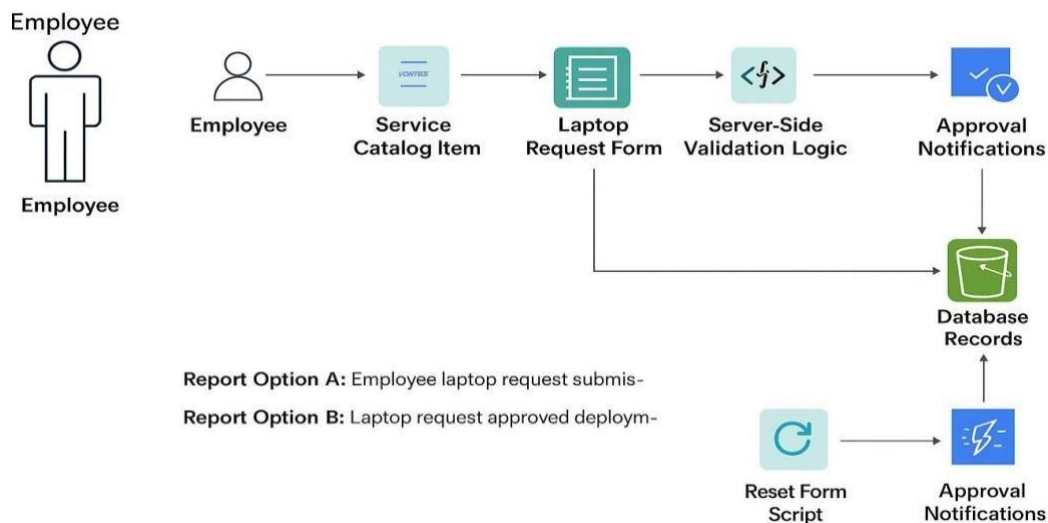 Employee
Employee
Employee
Service
Catalog Item
Laptop
Request Form
Server-Side
Validation Logic
Approval
Notifications
Database
Records
Report Option A: Employee laptop request submis-
Report Option B: Laptop request approved deploym-
Reset Form
Script
Approval
Notifications